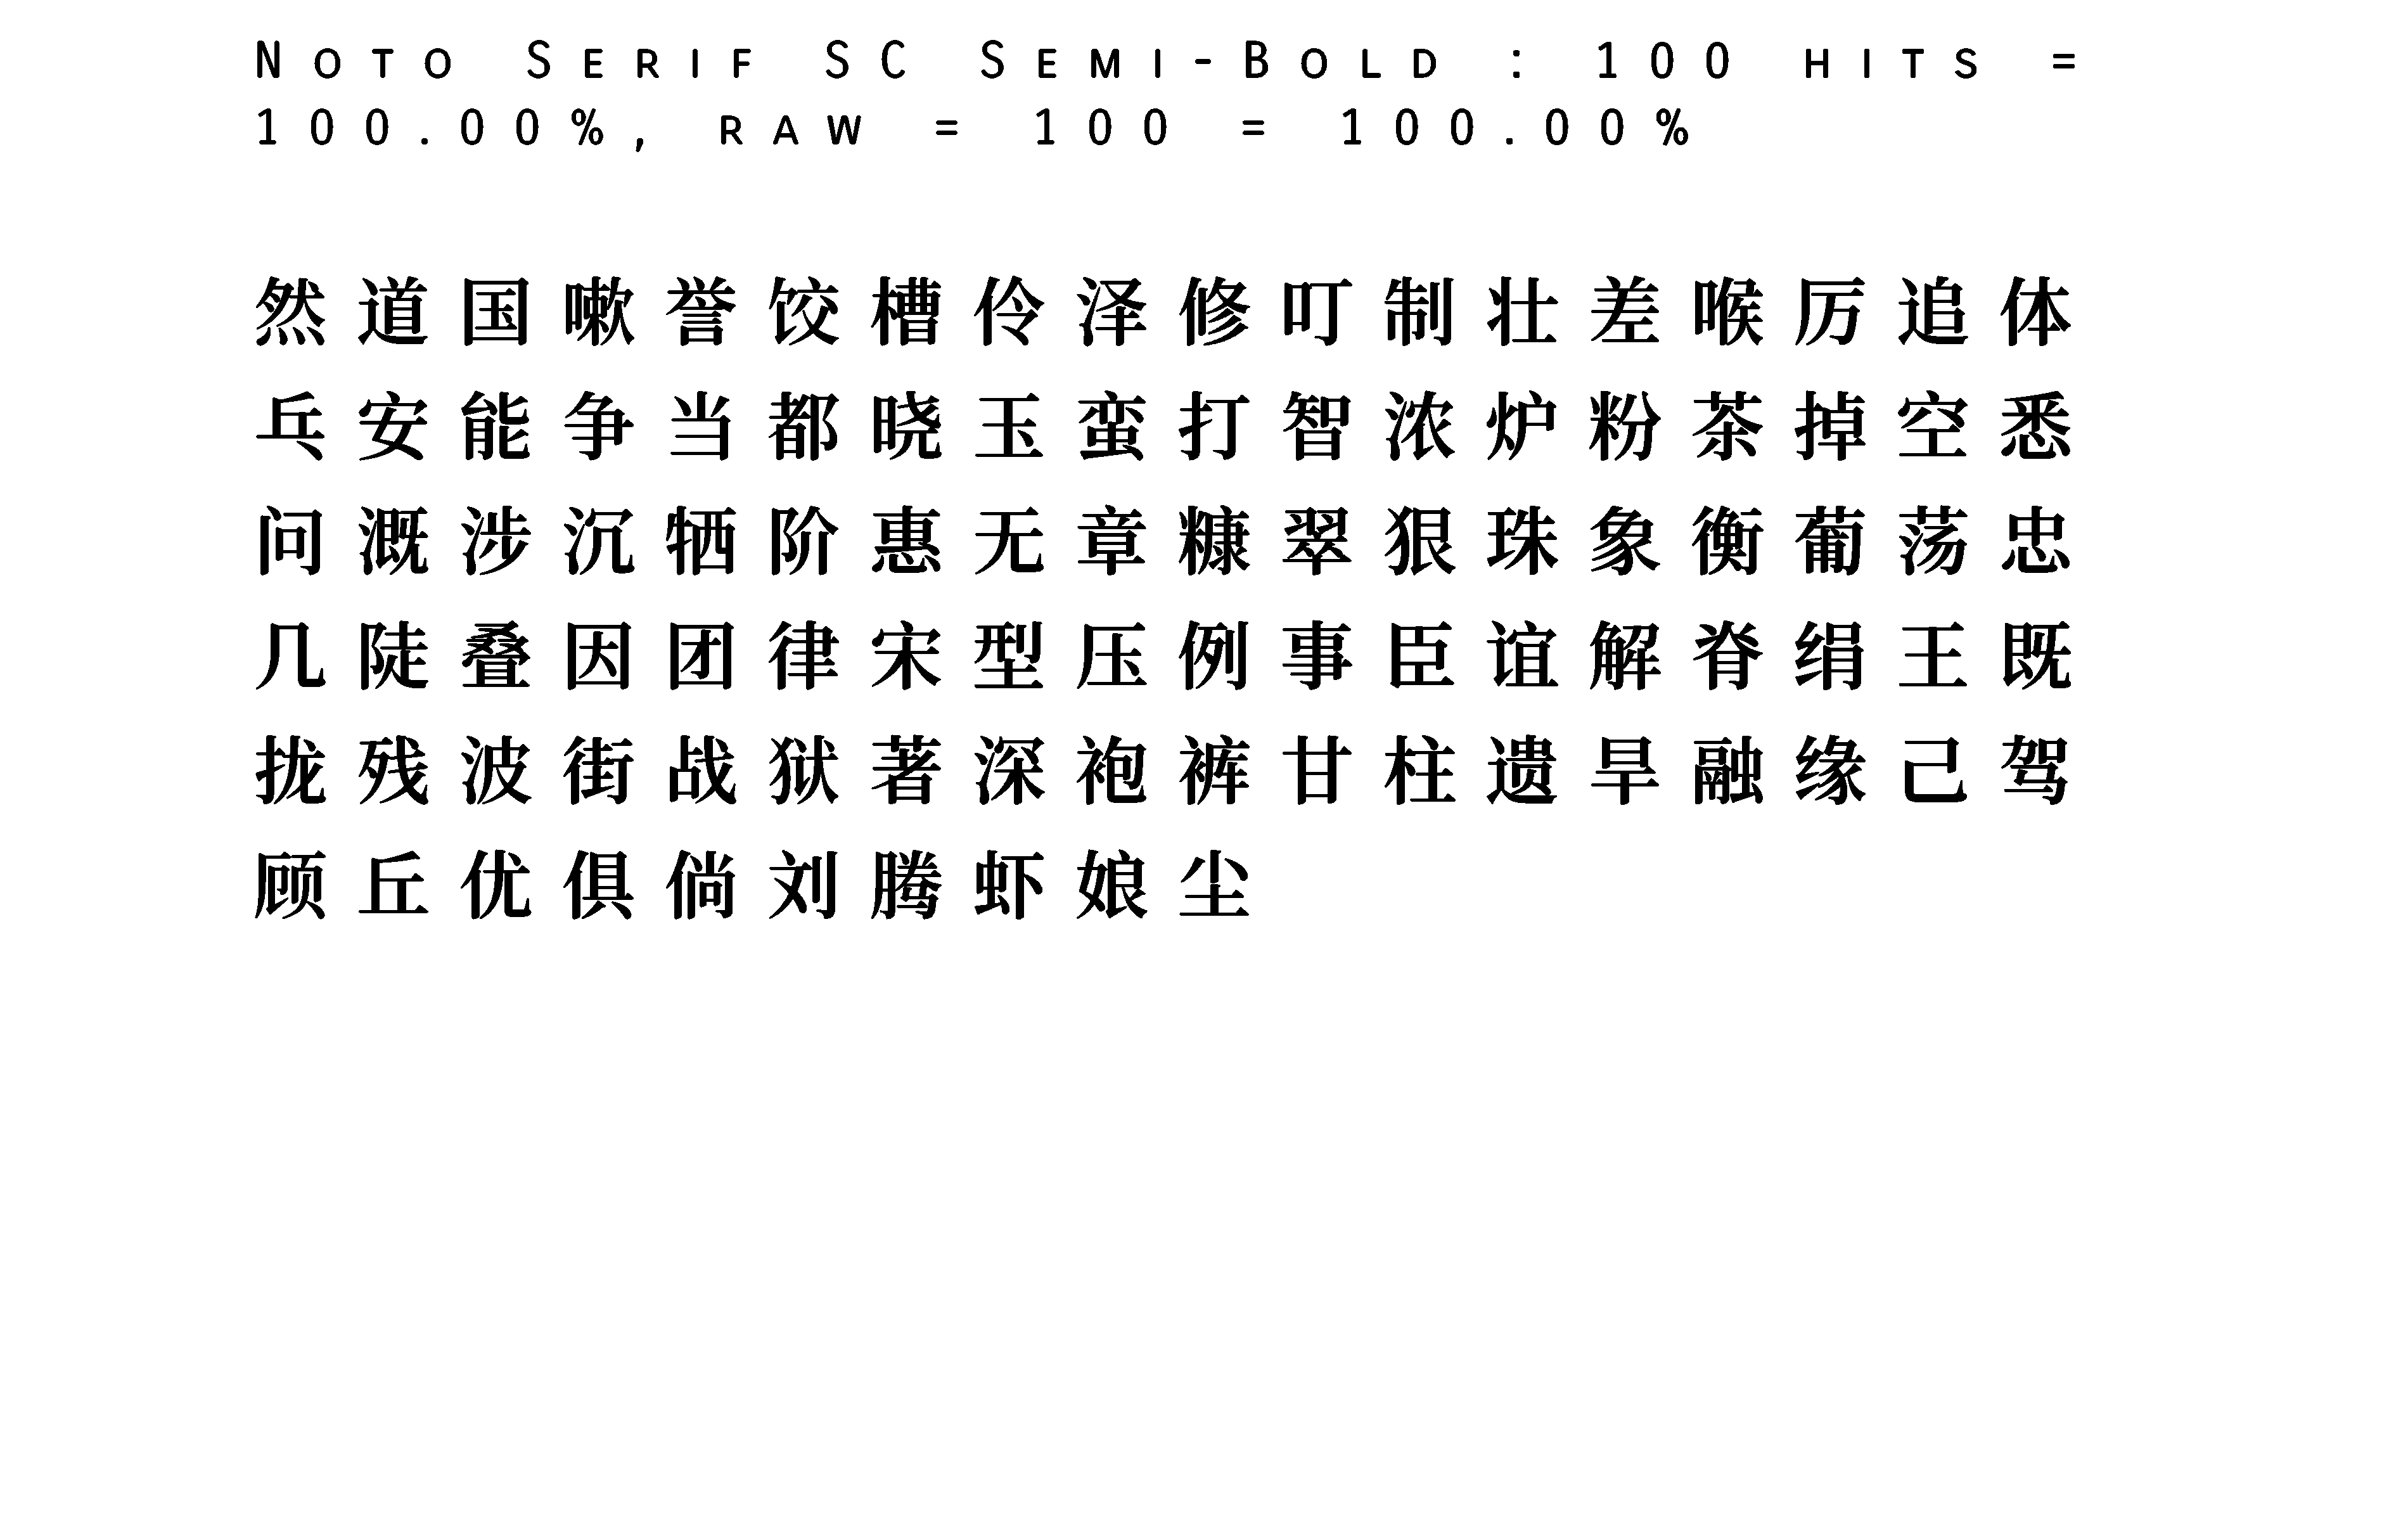 Noto Serif SC Semi-Bold : 100 hits =
100.00%, raw = 100 = 100.00%
然道国嗽誉饺槽伶泽修叮制壮差喉厉追体
乓安能争当都晓玉蛮打智浓炉粉茶掉空悉
问溉涉沉牺阶惠无章糠翠狠珠象衡葡荡忠
几陡叠因团律宋型压例事臣谊解脊绢王既
拢残波街战狱著深袍裤甘柱遗旱融缘己驾
顾丘优俱倘刘腾虾娘尘